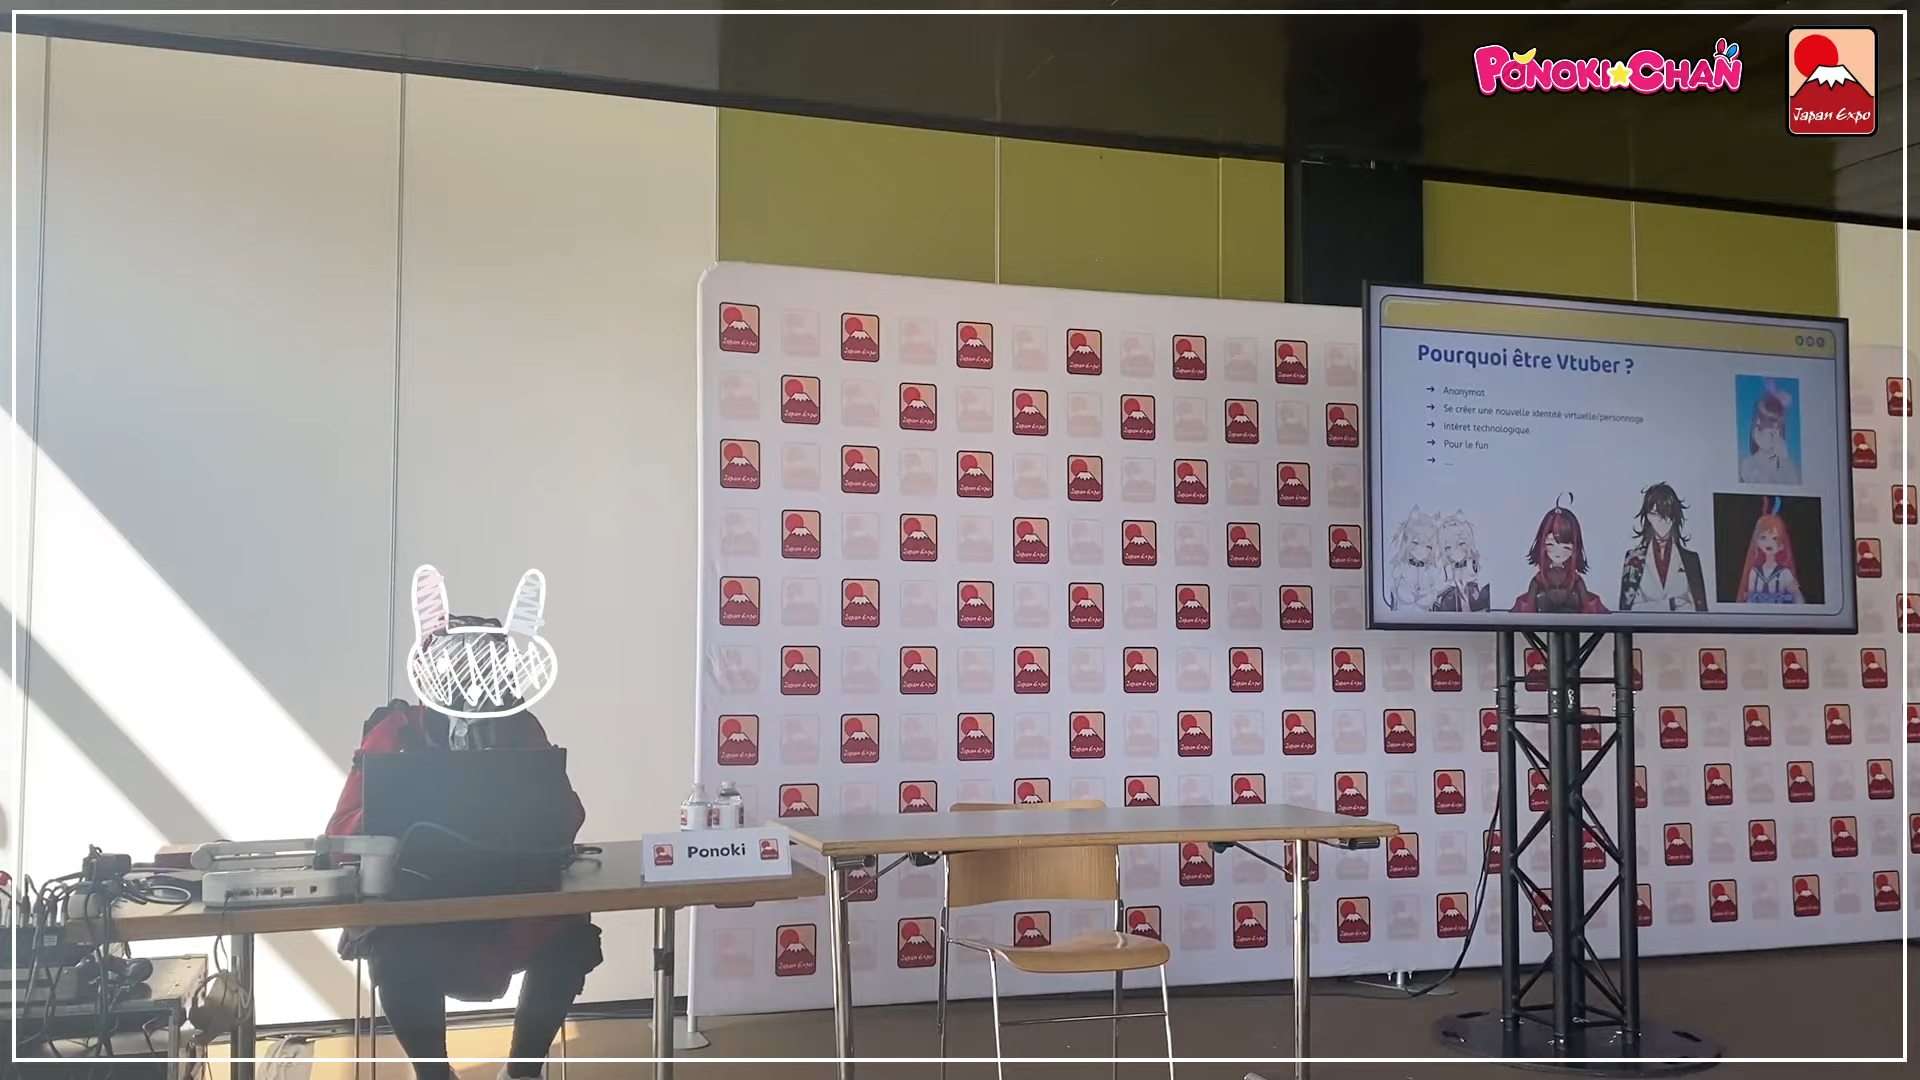 PONOKI CHAN
Japan Expo
Pourquoi être Vtuber ?
→ Anonymat
→ Se créer une nouvelle identité virtuelle/personnage
→ Intéret technologique
→ Pour le fun
→ ...
Ponoki